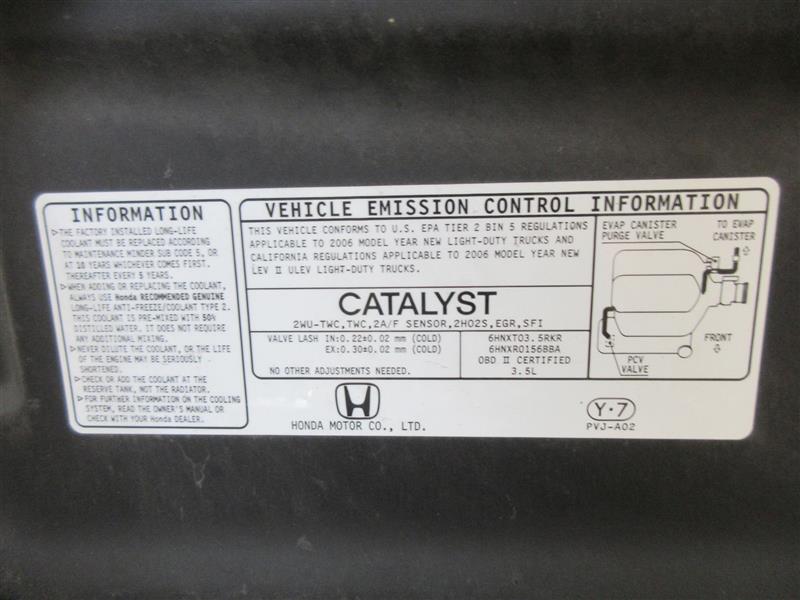 INFORMATION
▷THE FACTORY INSTALLED LONG-LIFE
COOLANT MUST BE REPLACED ACCORDING
TO MAINTENANCE MINDER SUB CODE 5, OR
AT 10 YEARS WHICHEVER COMES FIRST.
THEREAFTER EVERY 5 YEARS.
▷WHEN ADDING OR REPLACING THE COOLANT,
ALWAYS USE Honda RECOMMENDED GENUINE
LONG-LIFE ANTI-FREEZE/COOLANT TYPE 2.
THIS COOLANT IS PRE-MIXED WITH 50%
DISTILLED WATER. IT DOES NOT REQUIRE
ANY ADDITIONAL MIXING.
▷NEVER DILUTE THE COOLANT, OR THE LIFE
OF THE ENGINE MAY BE SERIOUSLY
SHORTENED.
▷CHECK OR ADD THE COOLANT AT THE
RESERVE TANK, NOT THE RADIATOR.
▷FOR FURTHER INFORMATION ON THE COOLING
SYSTEM, READ THE OWNER'S MANUAL OR
CHECK WITH YOUR Honda DEALER.
VEHICLE EMISSION CONTROL INFORMATION
THIS VEHICLE CONFORMS TO U.S. EPA TIER 2 BIN 5 REGULATIONS
APPLICABLE TO 2006 MODEL YEAR NEW LIGHT-DUTY TRUCKS AND
CALIFORNIA REGULATIONS APPLICABLE TO 2006 MODEL YEAR NEW
LEV II ULEV LIGHT-DUTY TRUCKS.
CATALYST
2WU-TWC,TWC,2A/F SENSOR,2HO2S,EGR,SFI
VALVE LASH IN:0.22±0.02 mm (COLD)
EX:0.30±0.02 mm (COLD)
NO OTHER ADJUSTMENTS NEEDED.
6HNXT03.5RKR
6HNXR0156BBA
OBD II CERTIFIED
3.5L
EVAP CANISTER
PURGE VALVE
TO EVAP
CANISTER
FRONT
PCV
VALVE
HONDA MOTOR CO., LTD.
Y·7
PVJ-A02